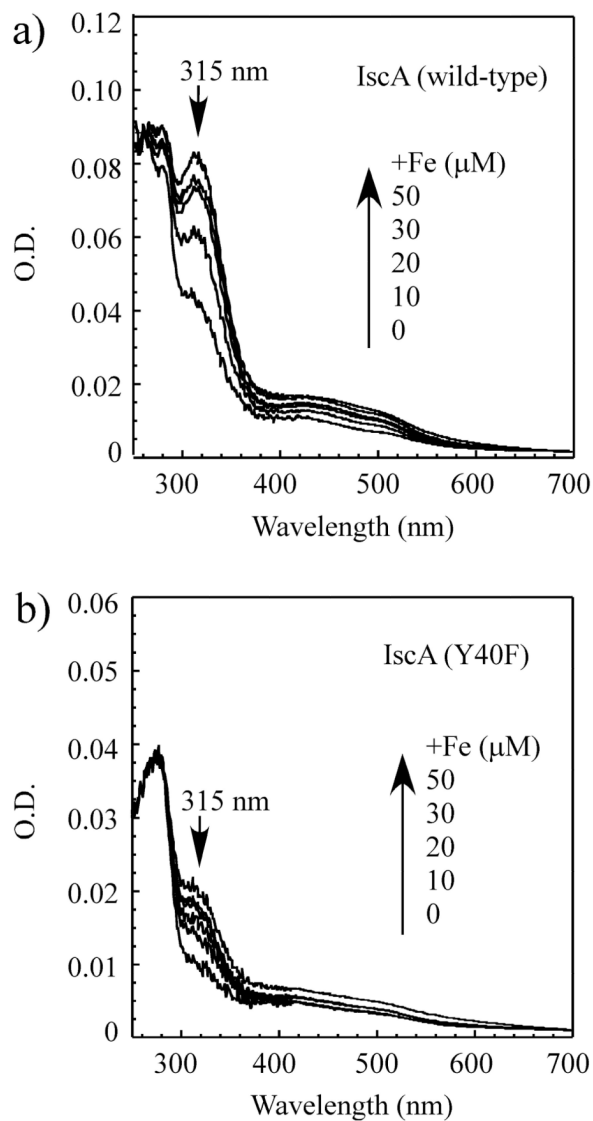 a)
0.12
0.10
0.08
0.06
0.04
0.02
0
O.D.
315 nm
IscA (wild-type)
+Fe (μM)
50
30
20
10
0
300 400 500 600 700
Wavelength (nm)
b)
0.06
0.05
0.04
0.03
0.02
0.01
0
O.D.
315 nm
IscA (Y40F)
+Fe (μM)
50
30
20
10
0
300 400 500 600 700
Wavelength (nm)